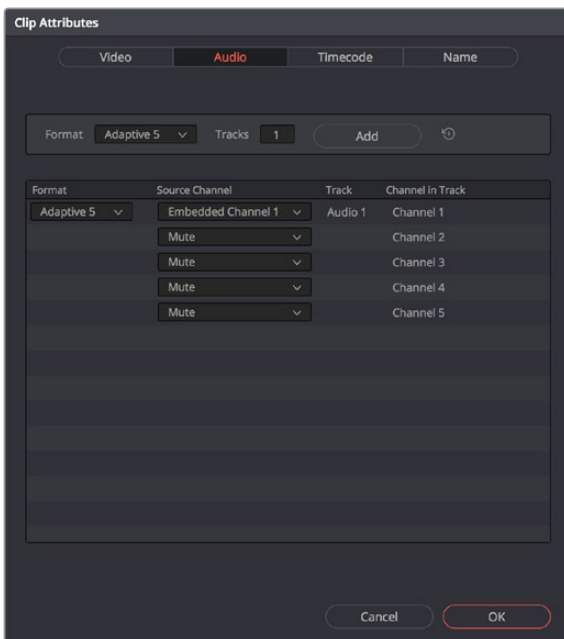 Clip Attributes
Video Audio Timecode Name
Format Adaptive 5 Tracks 1 Add
Format Source Channel Track Channel in Track
Adaptive 5 Embedded Channel 1 Audio 1 Channel 1
Mute Channel 2
Mute Channel 3
Mute Channel 4
Mute Channel 5
Cancel OK